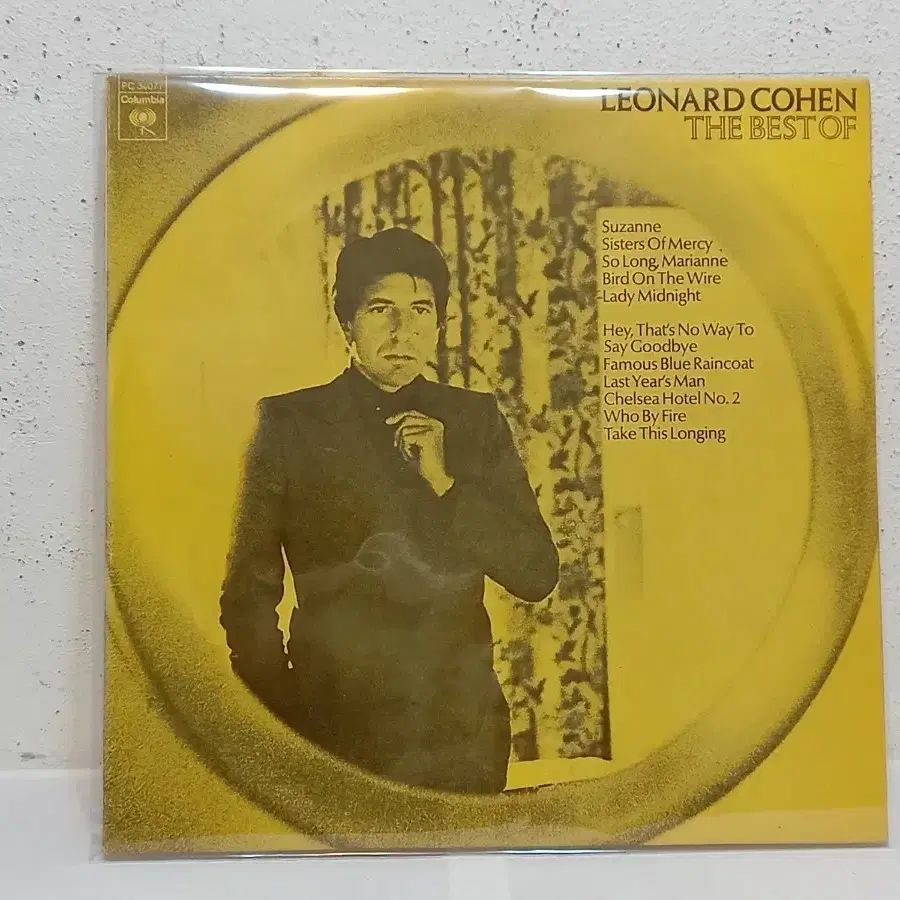 PC 34077
Columbia
LEONARD COHEN
THE BEST OF
Suzanne
Sisters Of Mercy
So Long, Marianne
Bird On The Wire
Lady Midnight
Hey, That's No Way To
Say Goodbye
Famous Blue Raincoat
Last Year's Man
Chelsea Hotel No. 2
Who By Fire
Take This Longing